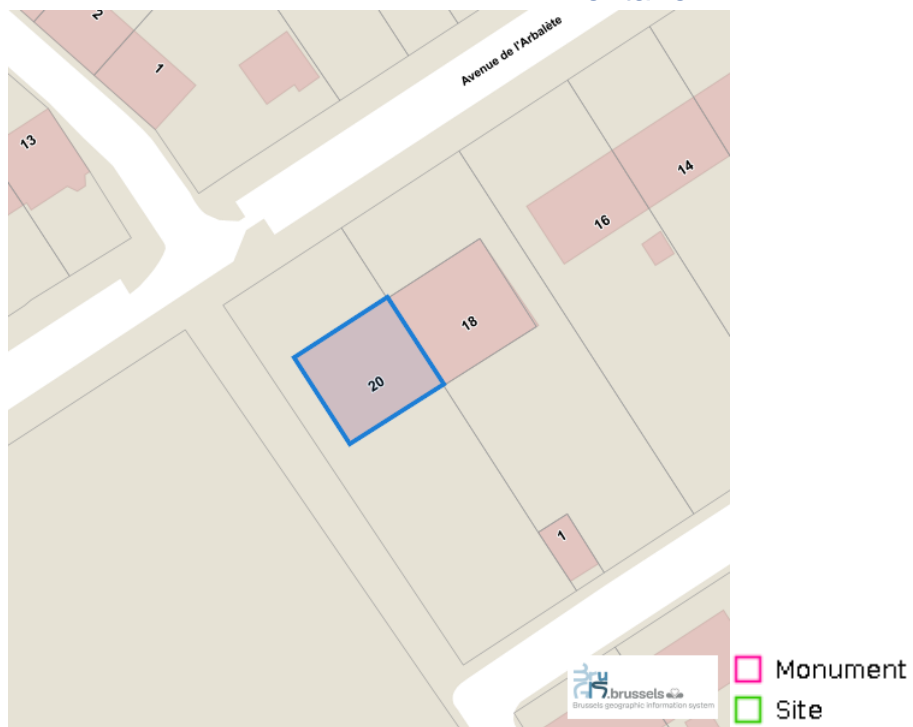 2
1
Avenue de l'Arbalète
13
14
16
18
20
1
.brussels
Brussels geographic information system
Monument
Site